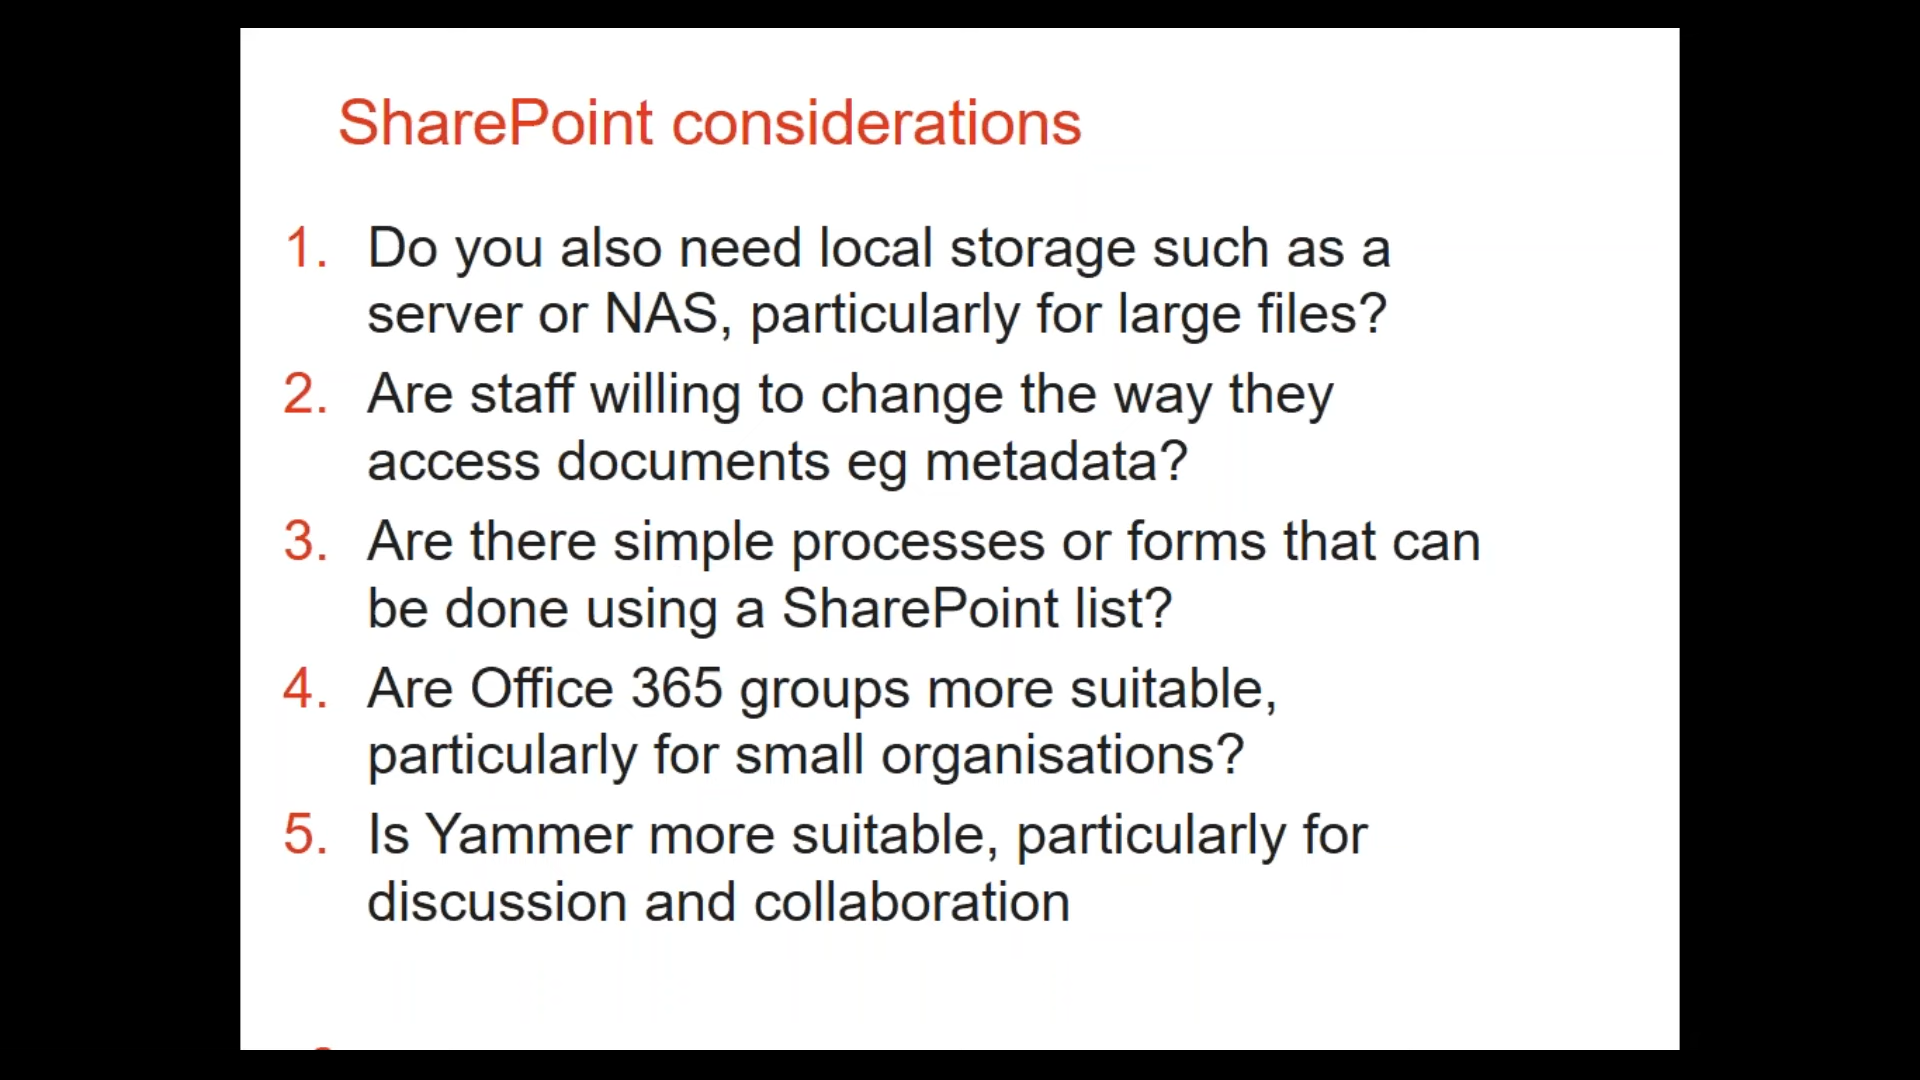 SharePoint considerations
1. Do you also need local storage such as a
server or NAS, particularly for large files?
2. Are staff willing to change the way they
access documents eg metadata?
3. Are there simple processes or forms that can
be done using a SharePoint list?
4. Are Office 365 groups more suitable,
particularly for small organisations?
5. Is Yammer more suitable, particularly for
discussion and collaboration